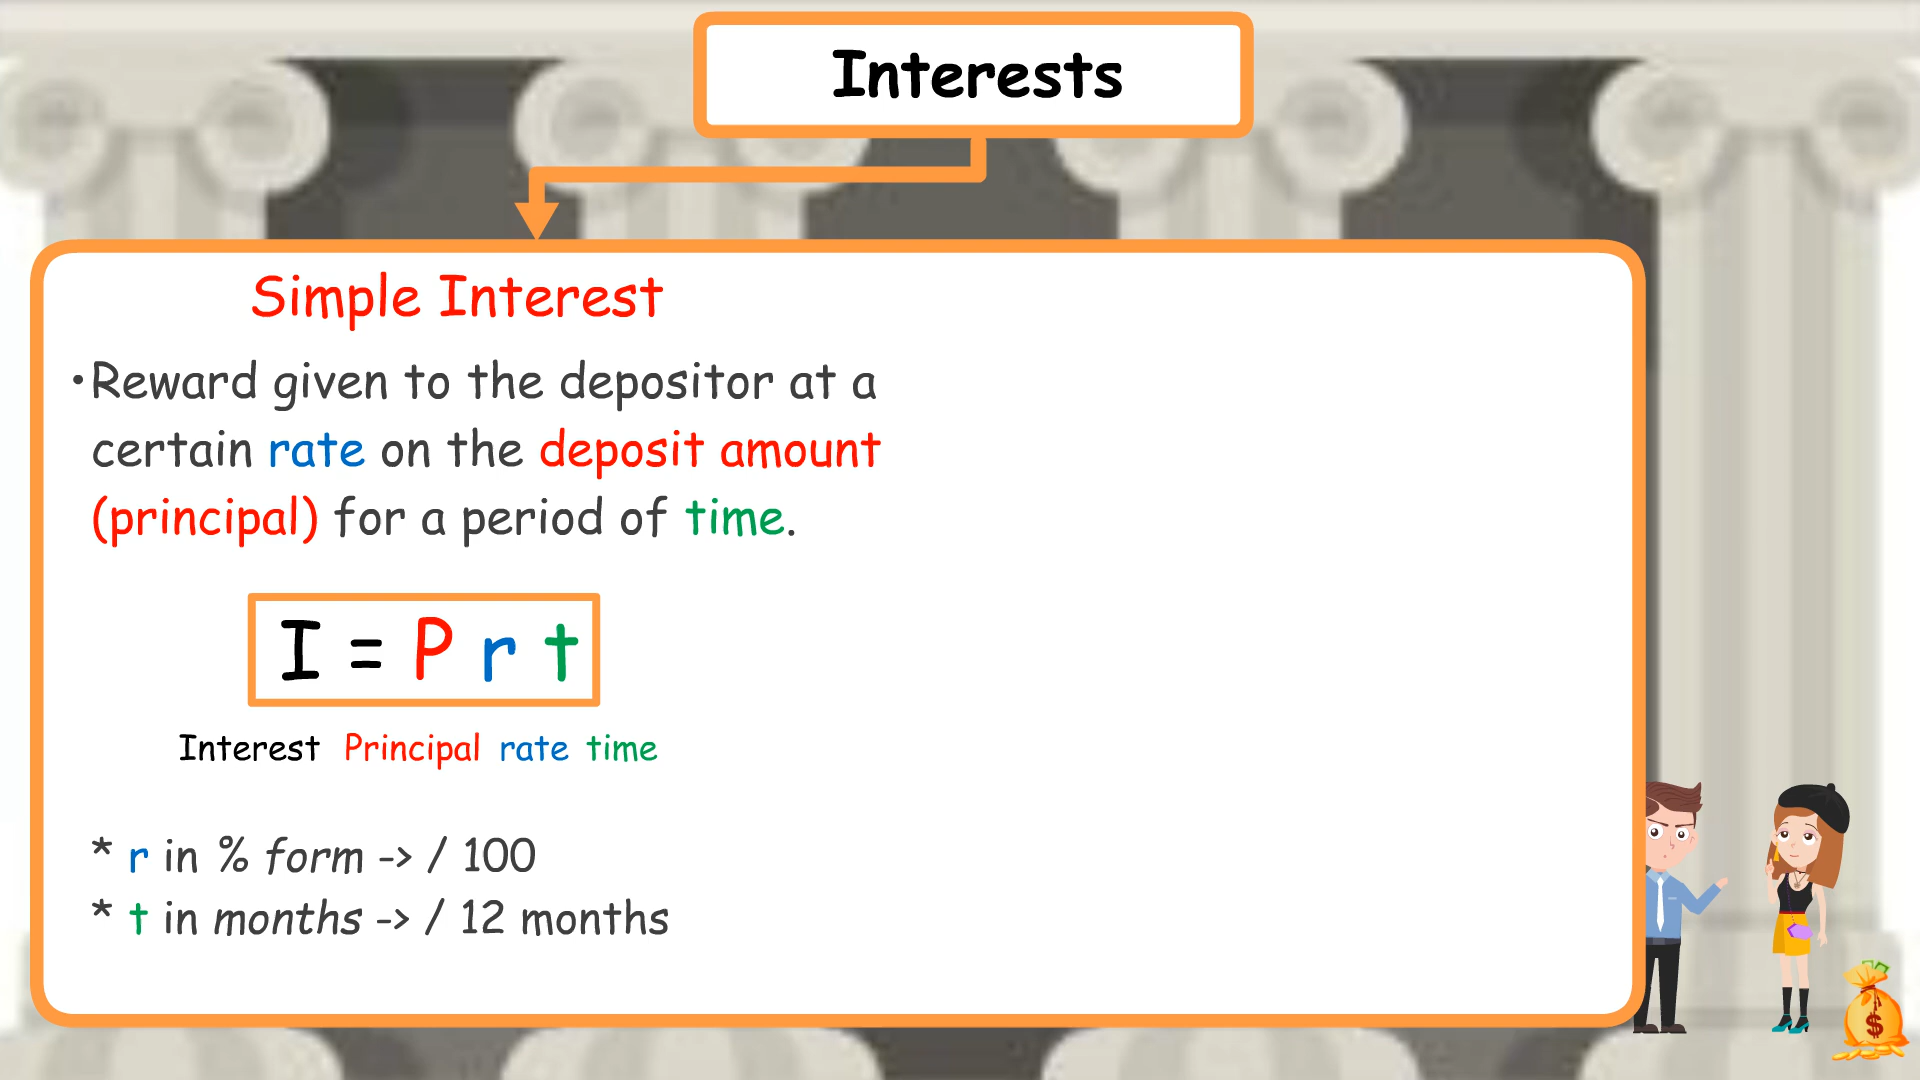 Interests
Simple Interest
•Reward given to the depositor at a
certain rate on the deposit amount
(principal) for a period of time.
I = P r t
Interest Principal rate time
* r in % form -> / 100
* t in months -> / 12 months
$